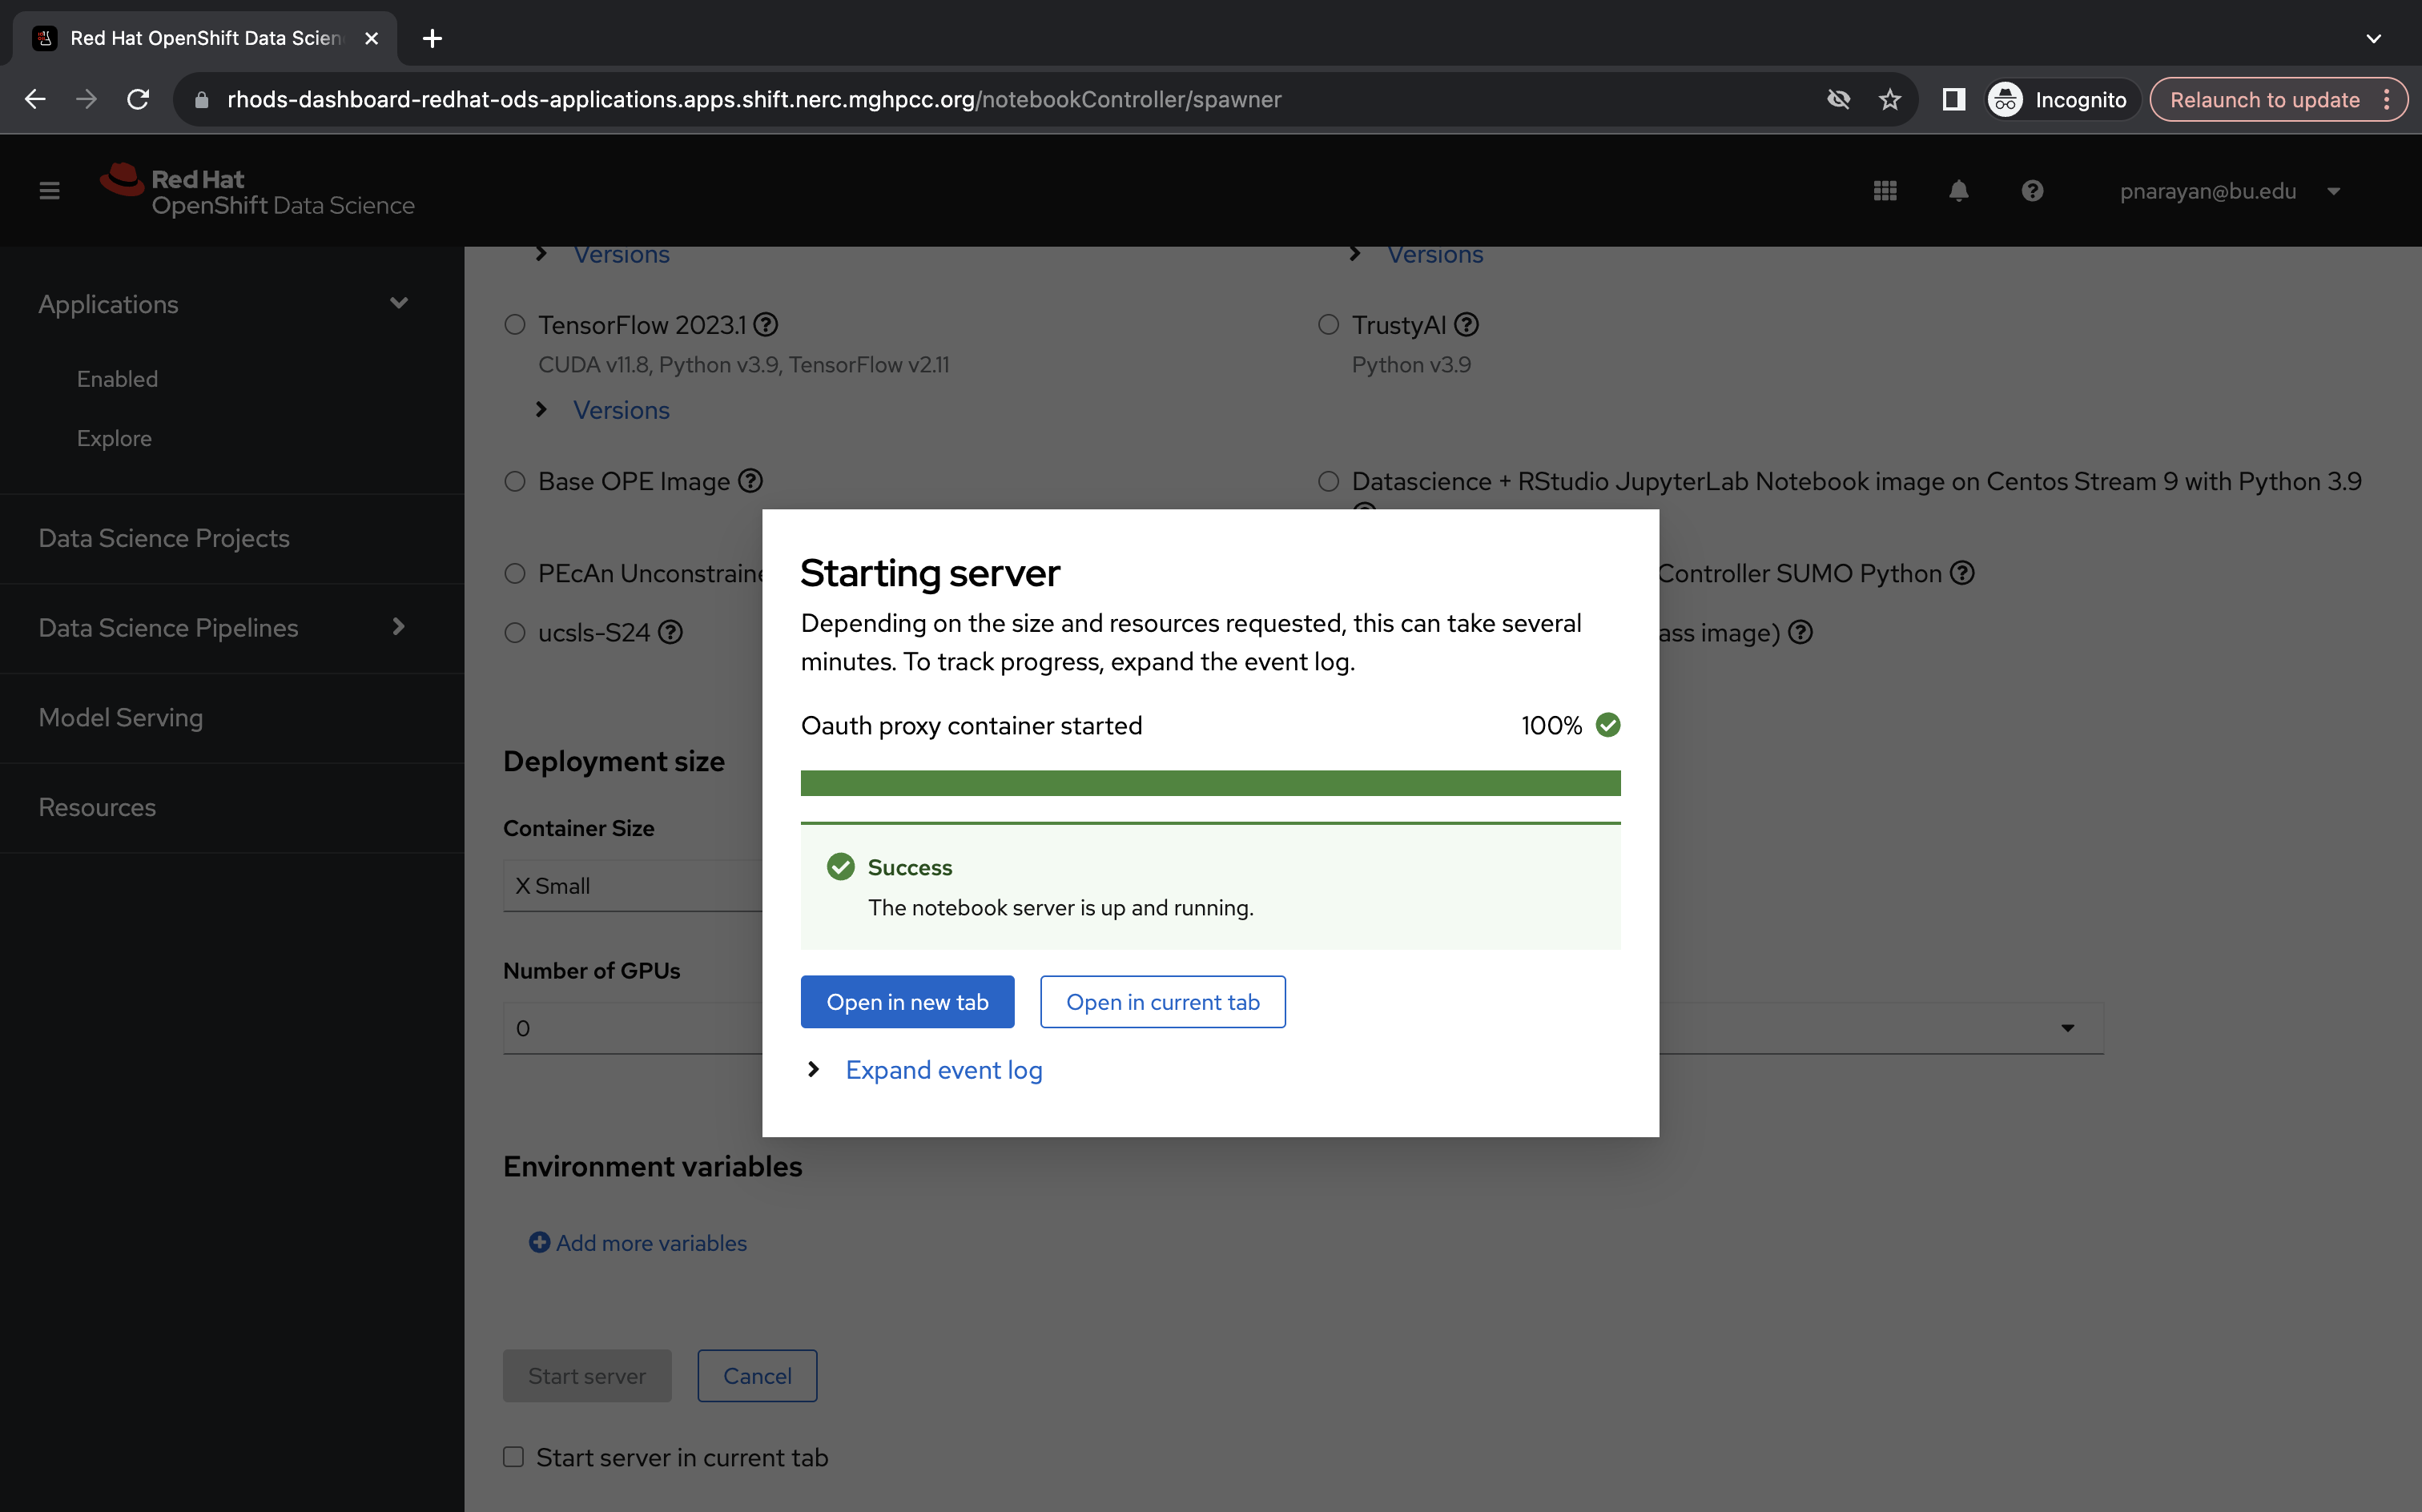 Red Hat OpenShift Data Scien
rhods-dashboard-redhat-ods-applications.apps.shift.nerc.mghpcc.org/notebookController/spawner
Incognito
Relaunch to update
Red Hat
OpenShift Data Science
pnarayan@bu.edu
Applications
Enabled
Explore
Data Science Projects
Data Science Pipelines
Model Serving
Resources
Versions
Versions
TensorFlow 2023.1
TrustyAI
CUDA v11.8, Python v3.9, TensorFlow v2.11
Python v3.9
Versions
Base OPE Image
Datascience + RStudio JupyterLab Notebook image on Centos Stream 9 with Python 3.9
PEcAn Unconstraine
Controller SUMO Python
ucsls-S24
ass image)
Deployment size
Container Size
X Small
Number of GPUs
0
Starting server
Depending on the size and resources requested, this can take several
minutes. To track progress, expand the event log.
Oauth proxy container started
100%
Success
The notebook server is up and running.
Open in new tab
Open in current tab
Expand event log
Environment variables
Add more variables
Start server
Cancel
Start server in current tab